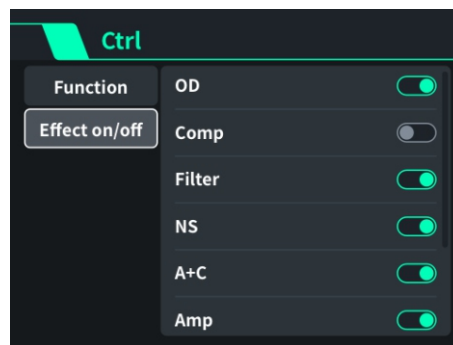 Ctrl
Function
Effect on/off
OD
Comp
Filter
NS
A+C
Amp